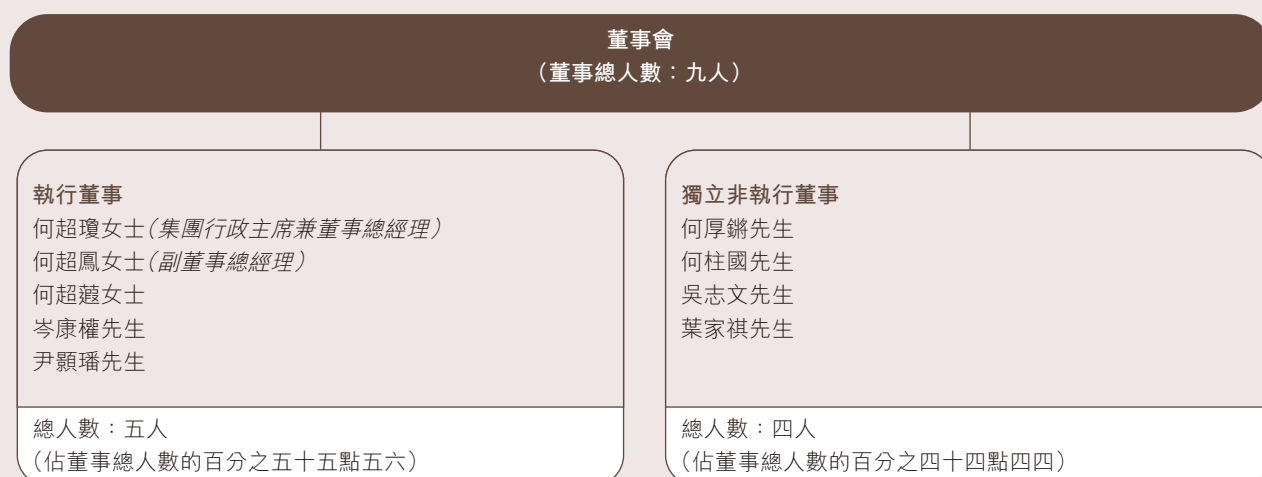 董事會
（董事總人數：九人）
執行董事
何超瓊女士（集團行政主席兼董事總經理）
何超鳳女士（副董事總經理）
何超蕸女士
岑康權先生
尹顥璠先生
總人數：五人
（佔董事總人數的百分之五十五點五六）
獨立非執行董事
何厚鏘先生
何柱國先生
吳志文先生
葉家祺先生
總人數：四人
（佔董事總人數的百分之四十四點四四）